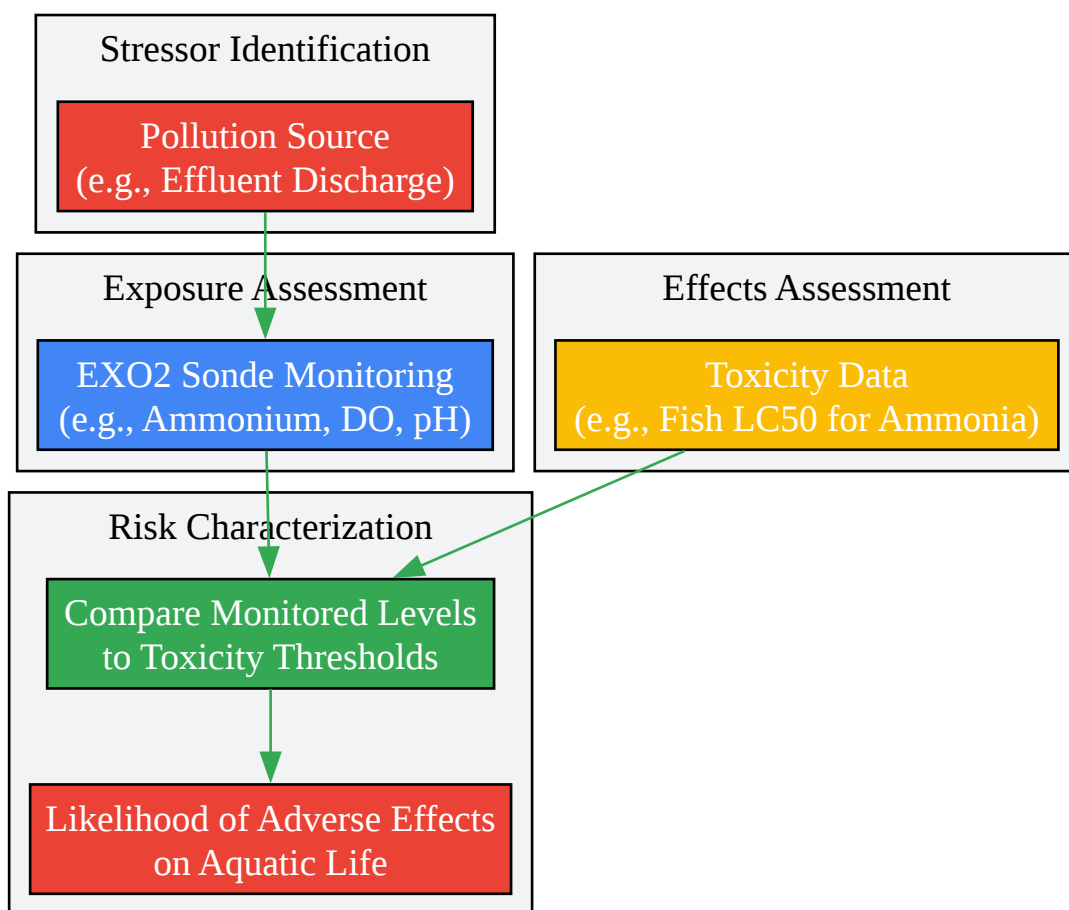 Stressor Identification
Pollution Source
(e.g., Effluent Discharge)
Exposure Assessment
EXO2 Sonde Monitoring
(e.g., Ammonium, DO, pH)
Effects Assessment
Toxicity Data
(e.g., Fish LC50 for Ammonia)
Risk Characterization
Compare Monitored Levels
to Toxicity Thresholds
Likelihood of Adverse Effects
on Aquatic Life